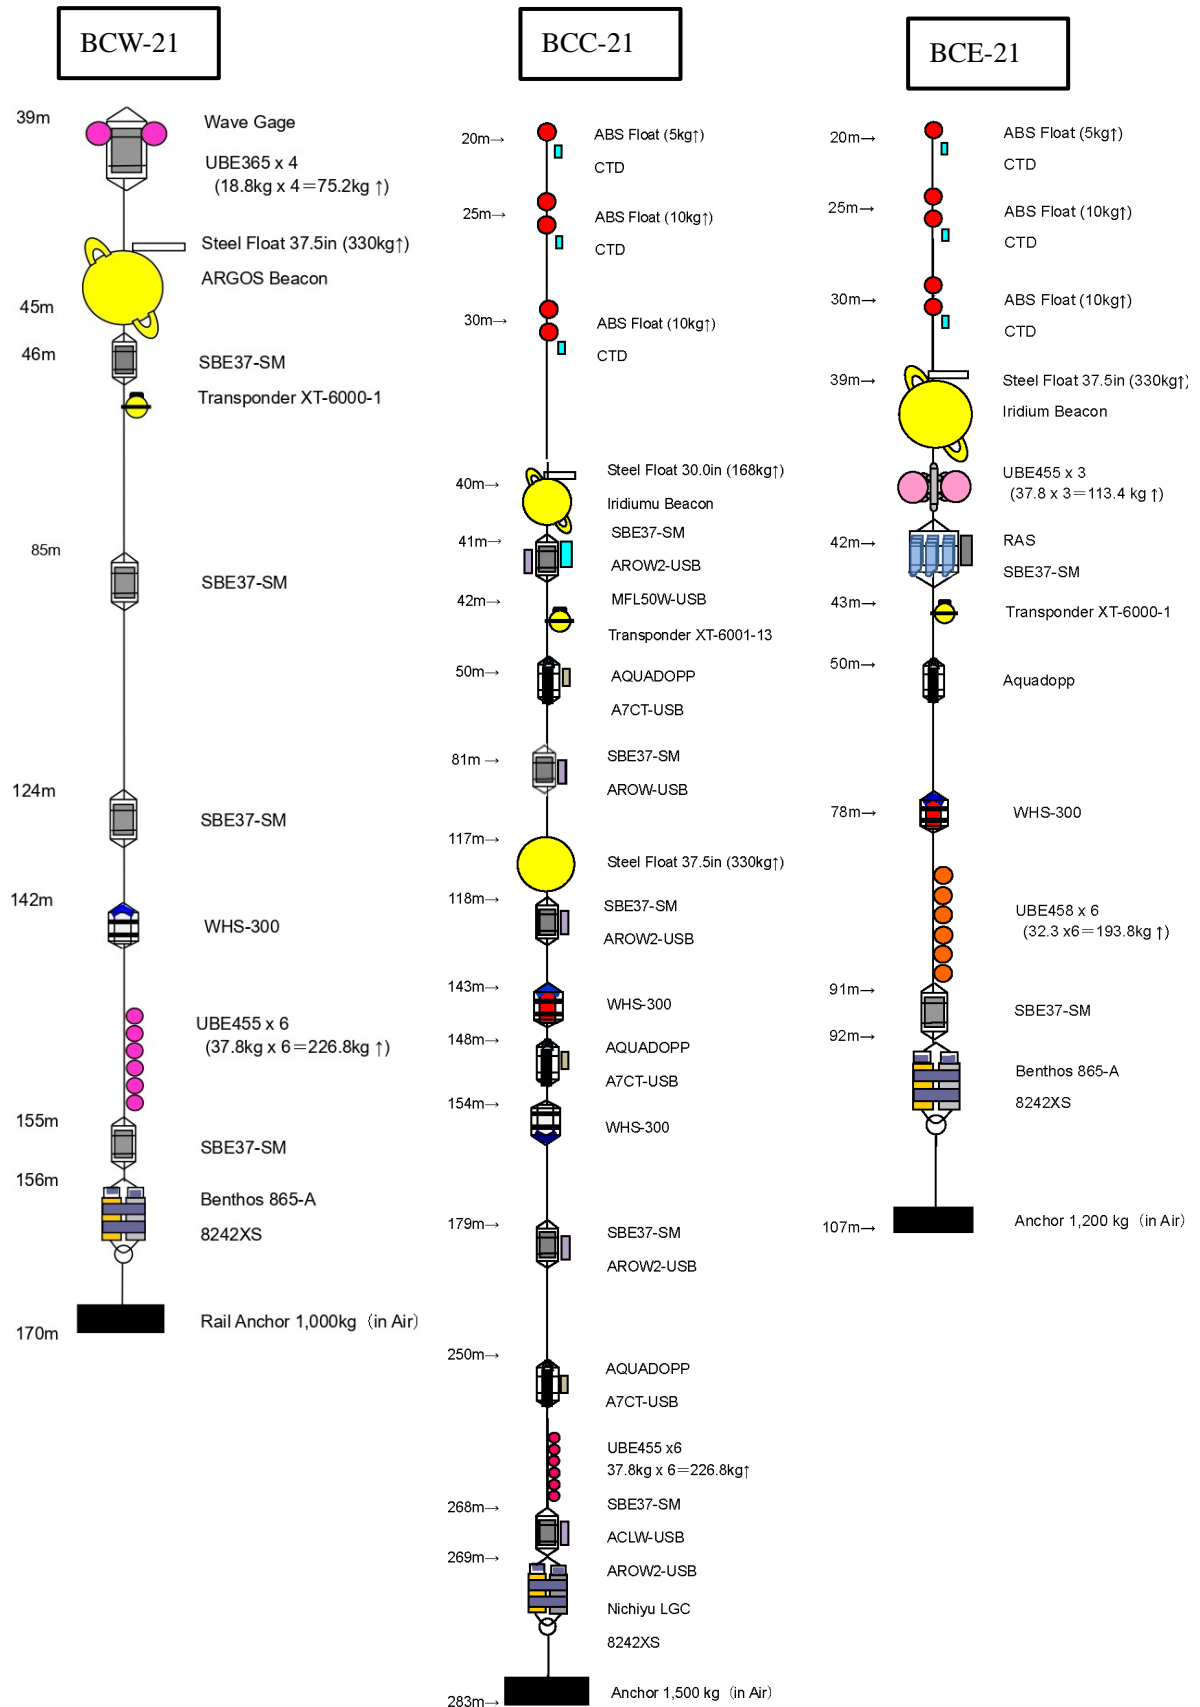 BCW-21
39m
Wave Gage
UBE365 x 4
(18.8kg x 4=75.2kg ↑)
Steel Float 37.5in (330kg↑)
ARGOS Beacon
45m
46m
SBE37-SM
Transponder XT-6000-1
85m
SBE37-SM
124m
SBE37-SM
142m
WHS-300
UBE455 x 6
(37.8kg x 6=226.8kg ↑)
155m
SBE37-SM
156m
Benthos 865-A
8242XS
Rail Anchor 1,000kg (in Air)
170m
BCC-21
20m→
ABS Float (5kg↑)
CTD
25m→
ABS Float (10kg↑)
CTD
30m→
ABS Float (10kg↑)
CTD
Steel Float 30.0in (168kg↑)
40m→
Iridiumu Beacon
SBE37-SM
41m→
AROW2-USB
42m→
MFL50W-USB
Transponder XT-6001-13
50m→
AQUADOPP
A7CT-USB
81m →
SBE37-SM
AROW-USB
117m→
Steel Float 37.5in (330kg↑)
118m→
SBE37-SM
AROW2-USB
143m→
WHS-300
148m→
AQUADOPP
A7CT-USB
154m→
WHS-300
179m→
SBE37-SM
AROW2-USB
250m→
AQUADOPP
A7CT-USB
UBE455 x6
37.8kg x 6=226.8kg↑
268m→
SBE37-SM
ACLW-USB
269m→
AROW2-USB
Nichiyu LGC
8242XS
Anchor 1,500 kg (in Air)
283m→
BCE-21
20m→
ABS Float (5kg↑)
CTD
25m→
ABS Float (10kg↑)
CTD
30m→
ABS Float (10kg↑)
CTD
39m→
Steel Float 37.5in (330kg↑)
Iridium Beacon
UBE455 x 3
(37.8 x 3=113.4 kg ↑)
42m→
RAS
SBE37-SM
43m→
Transponder XT-6000-1
50m→
Aquadopp
78m→
WHS-300
UBE458 x 6
(32.3 x6=193.8kg ↑)
91m→
SBE37-SM
92m→
Benthos 865-A
8242XS
107m→
Anchor 1,200 kg (in Air)